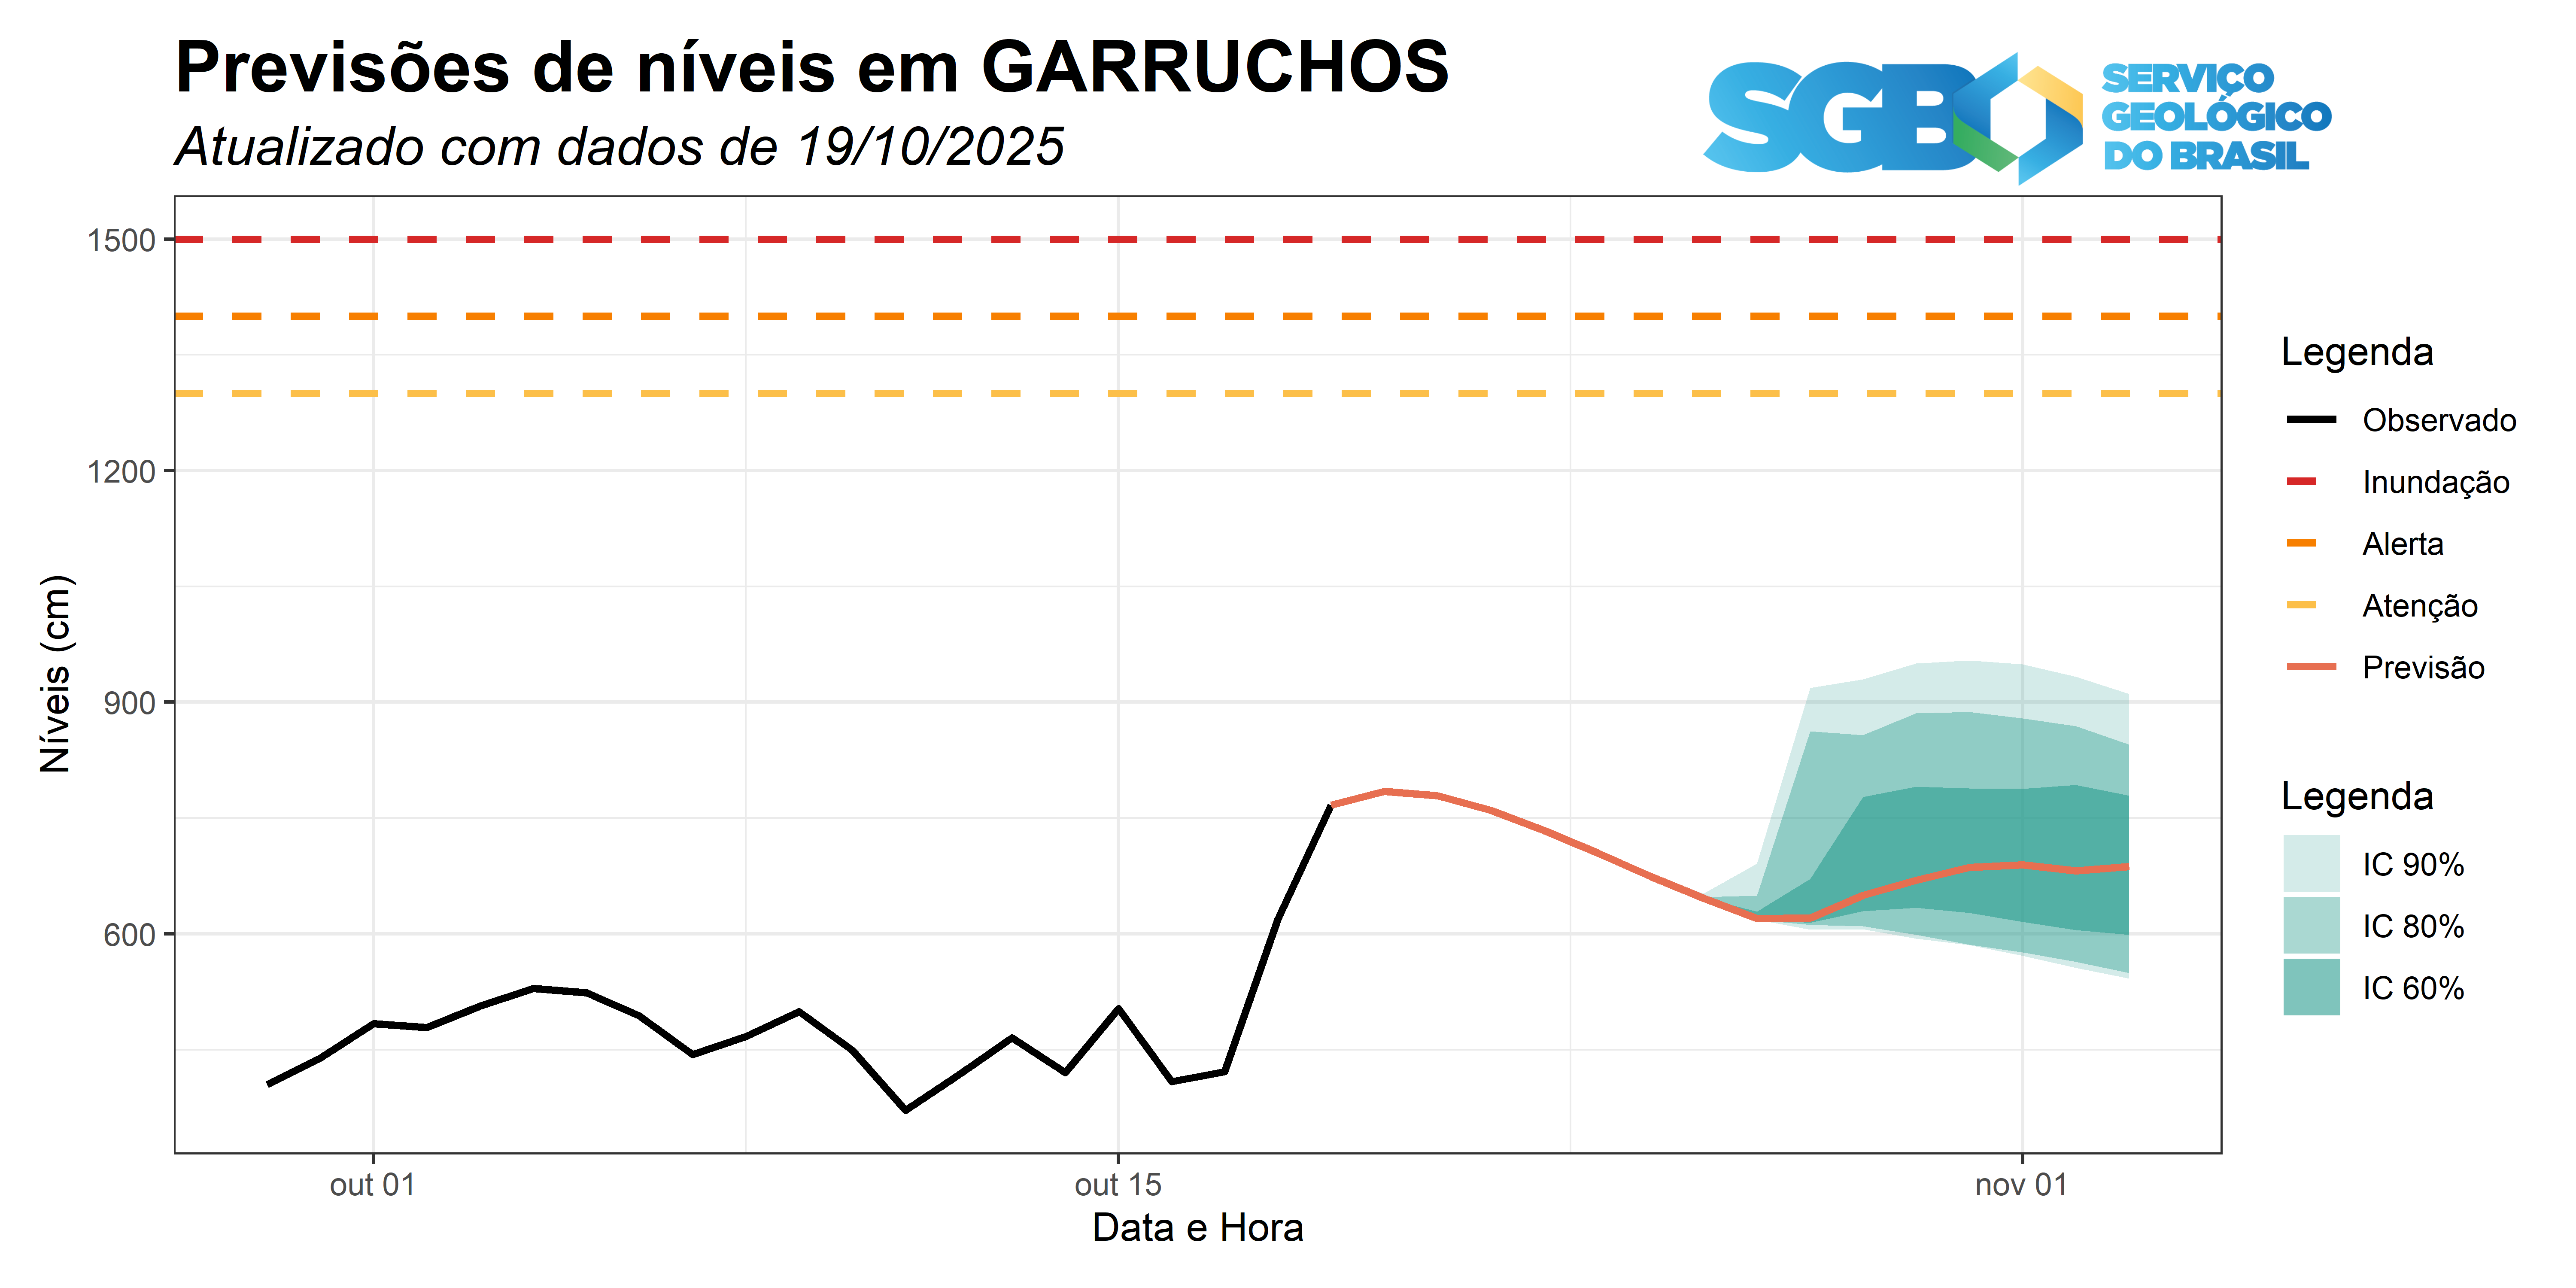 Previsões de níveis em GARRUCHOS
Atualizado com dados de 19/10/2025
SGB
SERVIÇO
GEOLÓGICO
DO BRASIL
1500
1200
900
600
Níveis (cm)
out 01
out 15
nov 01
Data e Hora
Legenda
Observado
Inundação
Alerta
Atenção
Previsão
Legenda
IC 90%
IC 80%
IC 60%